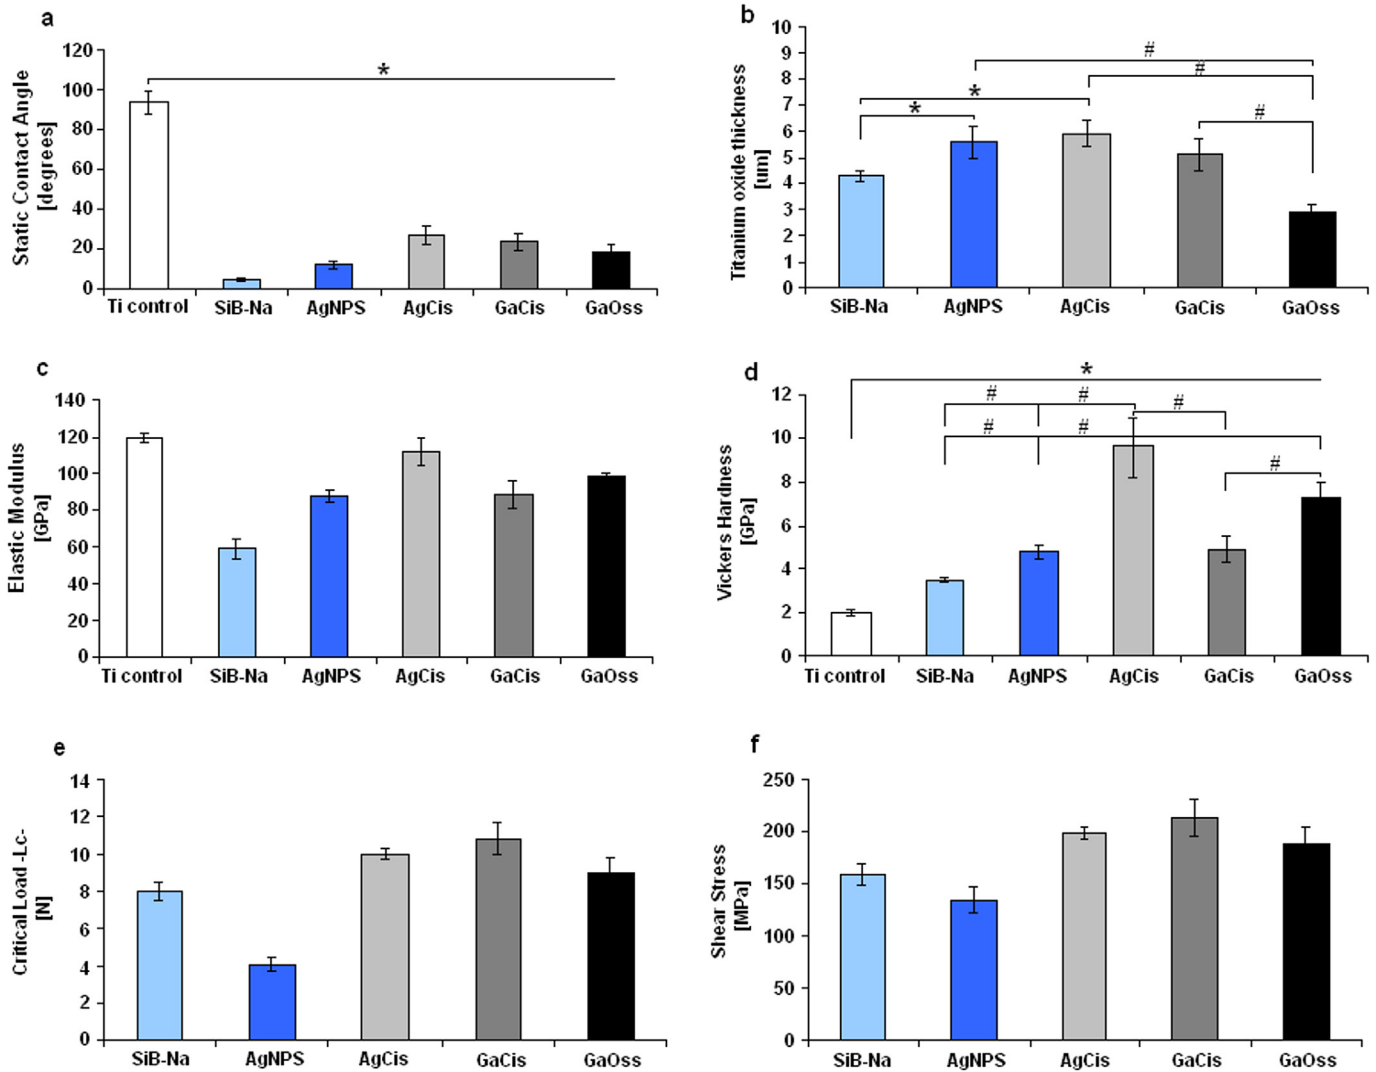 a
Static Contact Angle
[degrees]
120
100
80
60
40
20
0
*
Ti control SiB-Na AgNPS AgCis GaCis GaOss
b
Titanium oxide thickness
[um]
10
9
8
7
6
5
4
3
2
1
0
#
#
*
*
#
SiB-Na AgNPS AgCis GaCis GaOss
c
Elastic Modulus
[GPa]
140
120
100
80
60
40
20
0
Ti control SiB-Na AgNPS AgCis GaCis GaOss
d
Vickers Hardness
[GPa]
12
10
8
6
4
2
0
*
# # #
# #
#
Ti control SiB-Na AgNPS AgCis GaCis GaOss
e
Critical Load -Lc-
[N]
14
12
10
8
6
4
2
0
SiB-Na AgNPS AgCis GaCis GaOss
f
Shear Stress
[MPa]
250
200
150
100
50
0
SiB-Na AgNPS AgCis GaCis GaOss